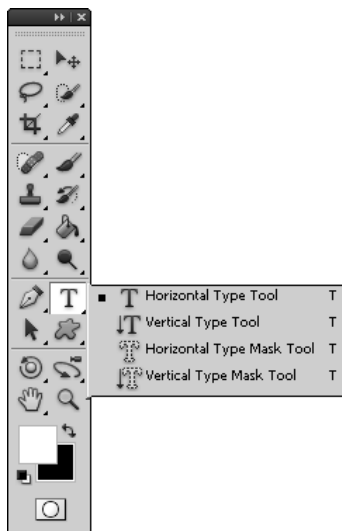 Horizontal Type Tool T
Vertical Type Tool T
Horizontal Type Mask Tool T
Vertical Type Mask Tool T